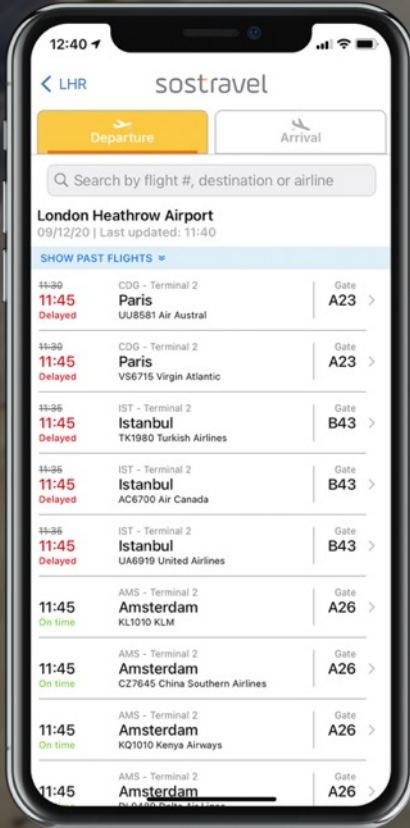 12:40
LHR
sostravel
Departure
Arrival
Search by flight #, destination or airline
London Heathrow Airport
09/12/20 | Last updated: 11:40
SHOW PAST FLIGHTS
11:30 CDG - Terminal 2 Gate
11:45 Paris A23
Delayed UU8581 Air Austral
11:30 CDG - Terminal 2 Gate
11:45 Paris A23
Delayed VS6715 Virgin Atlantic
11:35 IST - Terminal 2 Gate
11:45 Istanbul B43
Delayed TK1980 Turkish Airlines
11:35 IST - Terminal 2 Gate
11:45 Istanbul B43
Delayed AC6700 Air Canada
11:35 IST - Terminal 2 Gate
11:45 Istanbul B43
Delayed UA6919 United Airlines
AMS - Terminal 2 Gate
11:45 Amsterdam A26
On time KL1010 KLM
AMS - Terminal 2 Gate
11:45 Amsterdam A26
On time CZ7645 China Southern Airlines
AMS - Terminal 2 Gate
11:45 Amsterdam A26
On time KQ1010 Kenya Airways
AMS - Terminal 2 Gate
11:45 Amsterdam A26